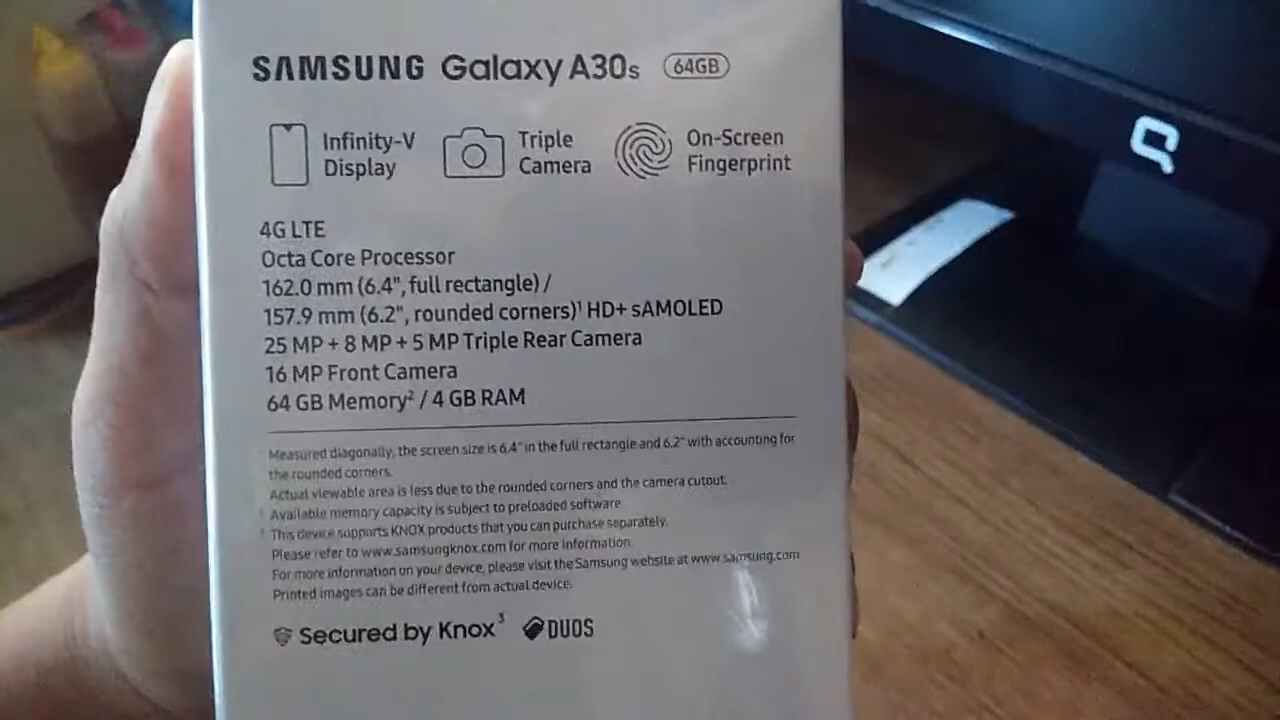 SAMSUNG Galaxy A30s 64GB
Infinity-V
Display
Triple
Camera
On-Screen
Fingerprint
4G LTE
Octa Core Processor
162.0 mm (6.4", full rectangle) /
157.9 mm (6.2", rounded corners)¹ HD+ sAMOLED
25 MP + 8 MP + 5 MP Triple Rear Camera
16 MP Front Camera
64 GB Memory² / 4 GB RAM
Measured diagonally, the screen size is 6.4" in the full rectangle and 6.2" with accounting for
the rounded corners.
Actual viewable area is less due to the rounded corners and the camera cutout.
Available memory capacity is subject to preloaded software
This device supports KNOX products that you can purchase separately.
Please refer to www.samsungknox.com for more information.
For more information on your device, please visit the Samsung website at www.samsung.com
Printed images can be different from actual device.
Secured by Knox³ DUOS